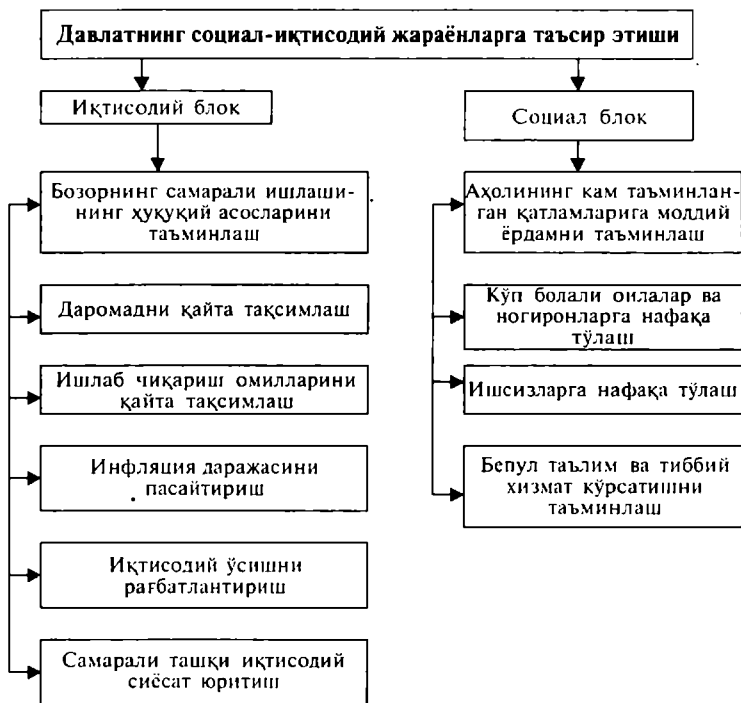 Давлатнинг социал-иқтисодий жараёнларга таъсир этиши
Иқтисодий блок
Бозорнинг самарали ишлаши-
нинг ҳуқуқий асосларини
таъминлаш
Даромадни қайта тақсимлаш
Ишлаб чиқариш омилларини
қайта тақсимлаш
Инфляция даражасини
пасайтириш
Иқтисодий ўсишни
рағбатлантириш
Самарали ташқи иқтисодий
сиёсат юритиш
Социал блок
Аҳолининг кам таъминлан-
ган қатламларига моддий
ёрдамни таъминлаш
Кўп болали оилалар ва
ногиронларга нафақа
тўлаш
Ишсизларга нафақа тўлаш
Бепул таълим ва тиббий
хизмат кўрсатишни
таъминлаш